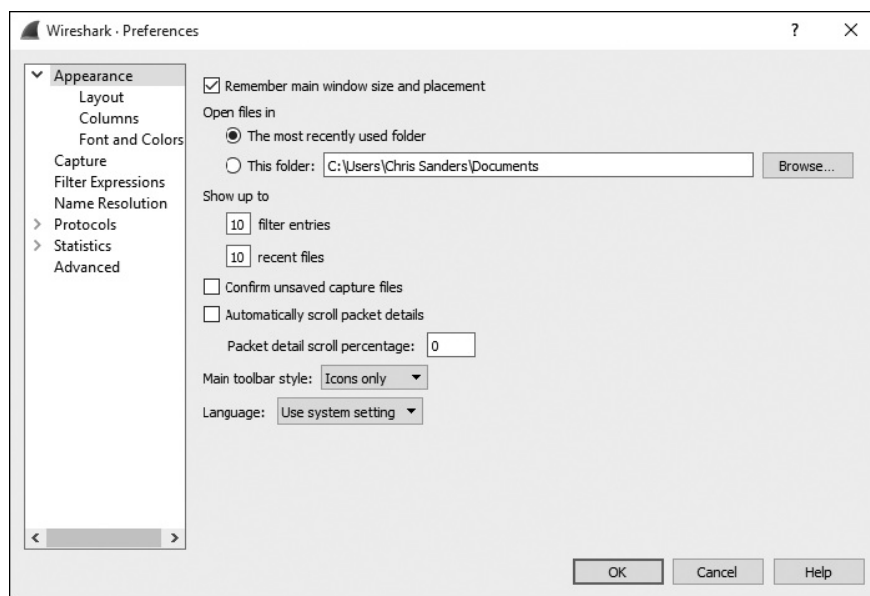 Wireshark · Preferences
Appearance
Layout
Columns
Font and Colors
Capture
Filter Expressions
Name Resolution
Protocols
Statistics
Advanced
Remember main window size and placement
Open files in
The most recently used folder
This folder: C:\Users\Chris Sanders\Documents Browse...
Show up to
10 filter entries
10 recent files
Confirm unsaved capture files
Automatically scroll packet details
Packet detail scroll percentage: 0
Main toolbar style: Icons only
Language: Use system setting
OK Cancel Help